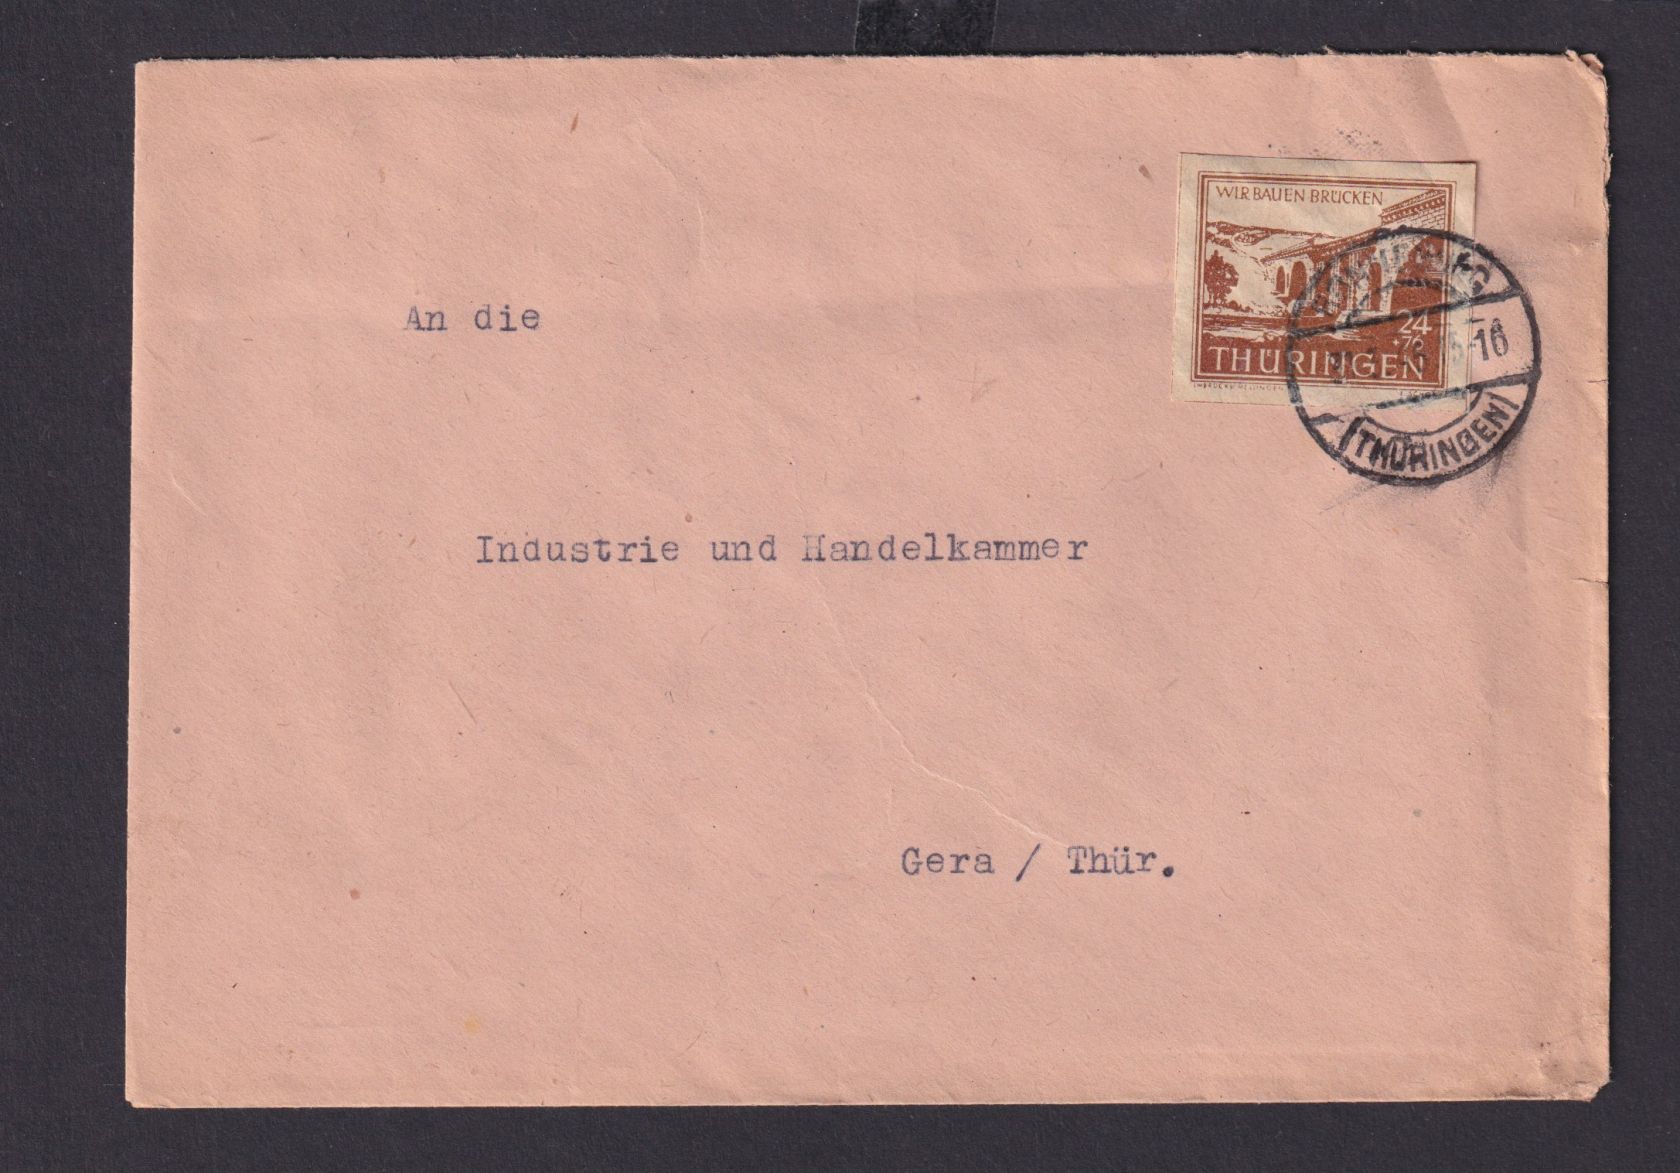 WIR BAUEN BRÜCKEN
24
+76
THÜRINGEN
-16
(THÜRINGEN)
An die
Industrie und Handelkammer
Gera / Thür.